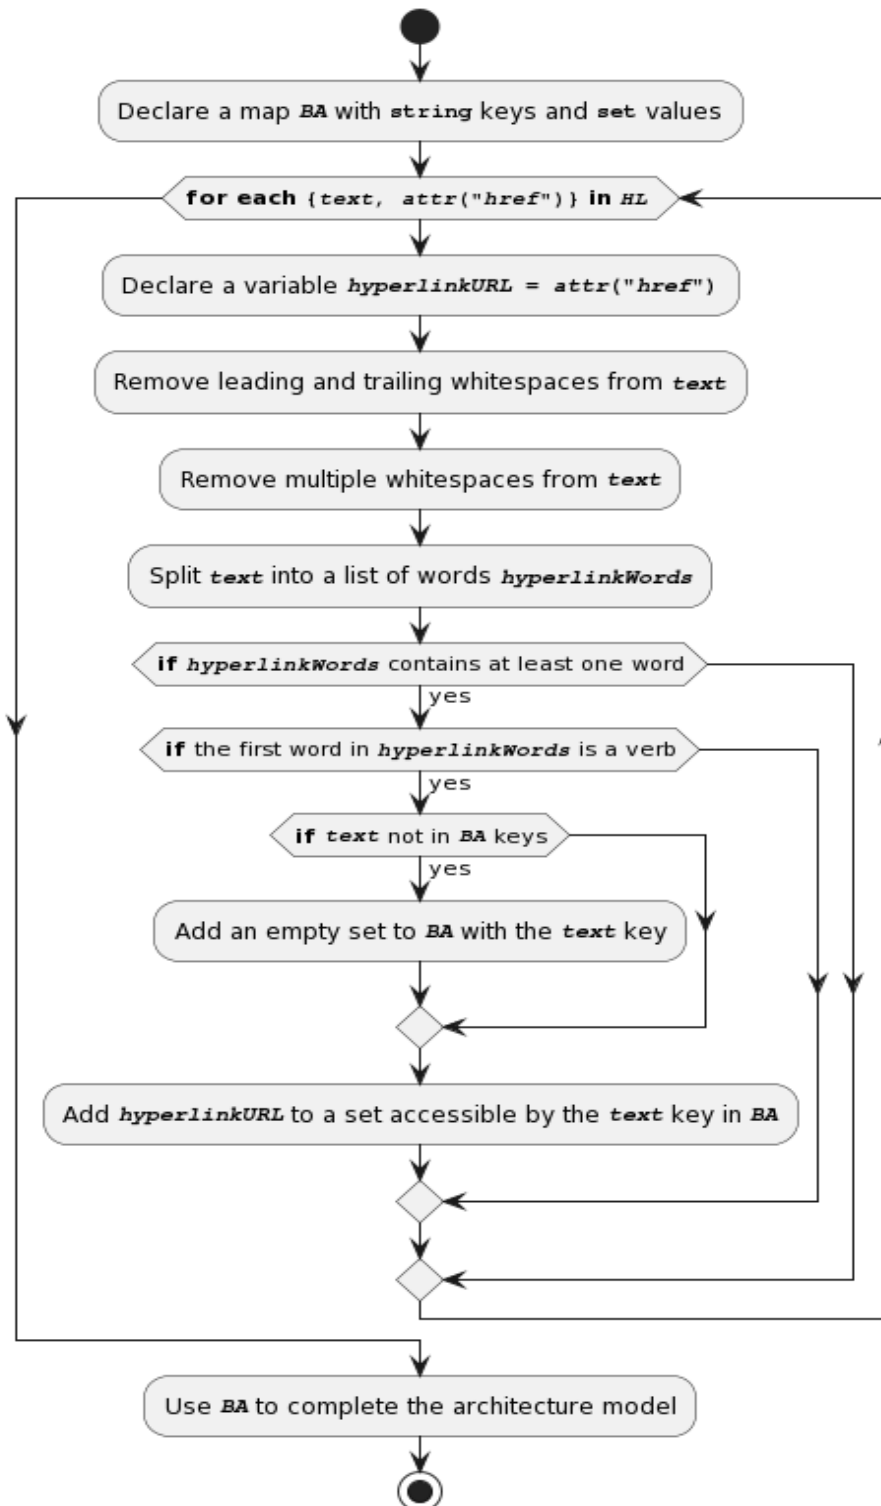 Declare a map BA with string keys and set values
for each {text, attr("href")} in HL
Declare a variable hyperlinkURL = attr("href")
Remove leading and trailing whitespaces from text
Remove multiple whitespaces from text
Split text into a list of words hyperlinkWords
if hyperlinkWords contains at least one word
yes
if the first word in hyperlinkWords is a verb
yes
if text not in BA keys
yes
Add an empty set to BA with the text key
Add hyperlinkURL to a set accessible by the text key in BA
Use BA to complete the architecture model